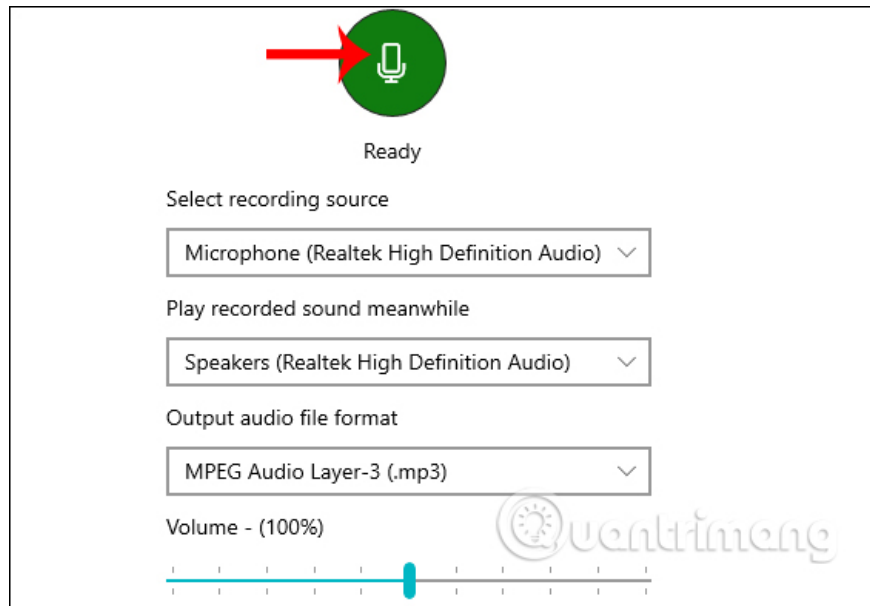 Ready
Select recording source
Microphone (Realtek High Definition Audio)
Play recorded sound meanwhile
Speakers (Realtek High Definition Audio)
Output audio file format
MPEG Audio Layer-3 (.mp3)
Volume - (100%)
Quantrimang